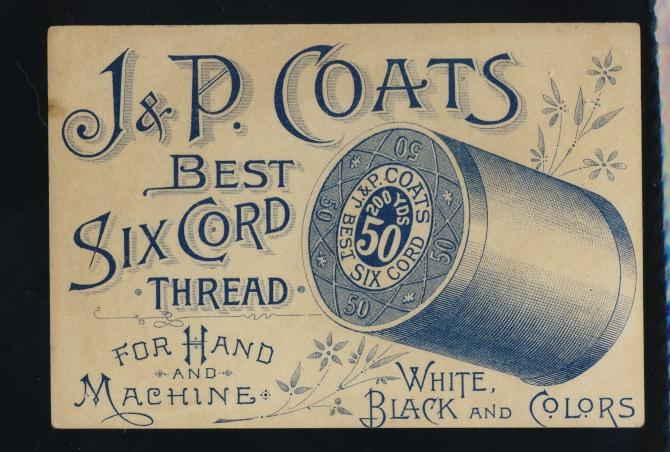 J & P. COATS
BEST
SIX CORD
THREAD
FOR HAND
AND
MACHINE
50
50
50
50
J. & P. COATS
200 YDS
50
BEST SIX CORD
WHITE,
BLACK AND COLORS